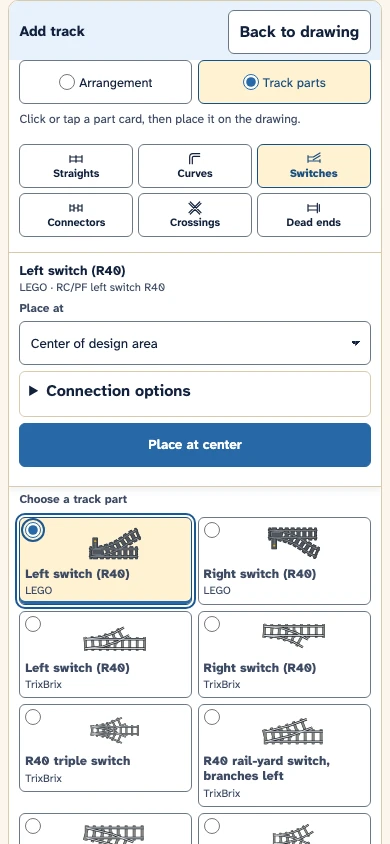 Add track
Back to drawing
Arrangement
Track parts
Click or tap a part card, then place it on the drawing.
Straights
Curves
Switches
Connectors
Crossings
Dead ends
Left switch (R40)
LEGO · RC/PF left switch R40
Place at
Center of design area
Connection options
Place at center
Choose a track part
Left switch (R40)
LEGO
Right switch (R40)
LEGO
Left switch (R40)
TrixBrix
Right switch (R40)
TrixBrix
R40 triple switch
TrixBrix
R40 rail-yard switch,
branches left
TrixBrix